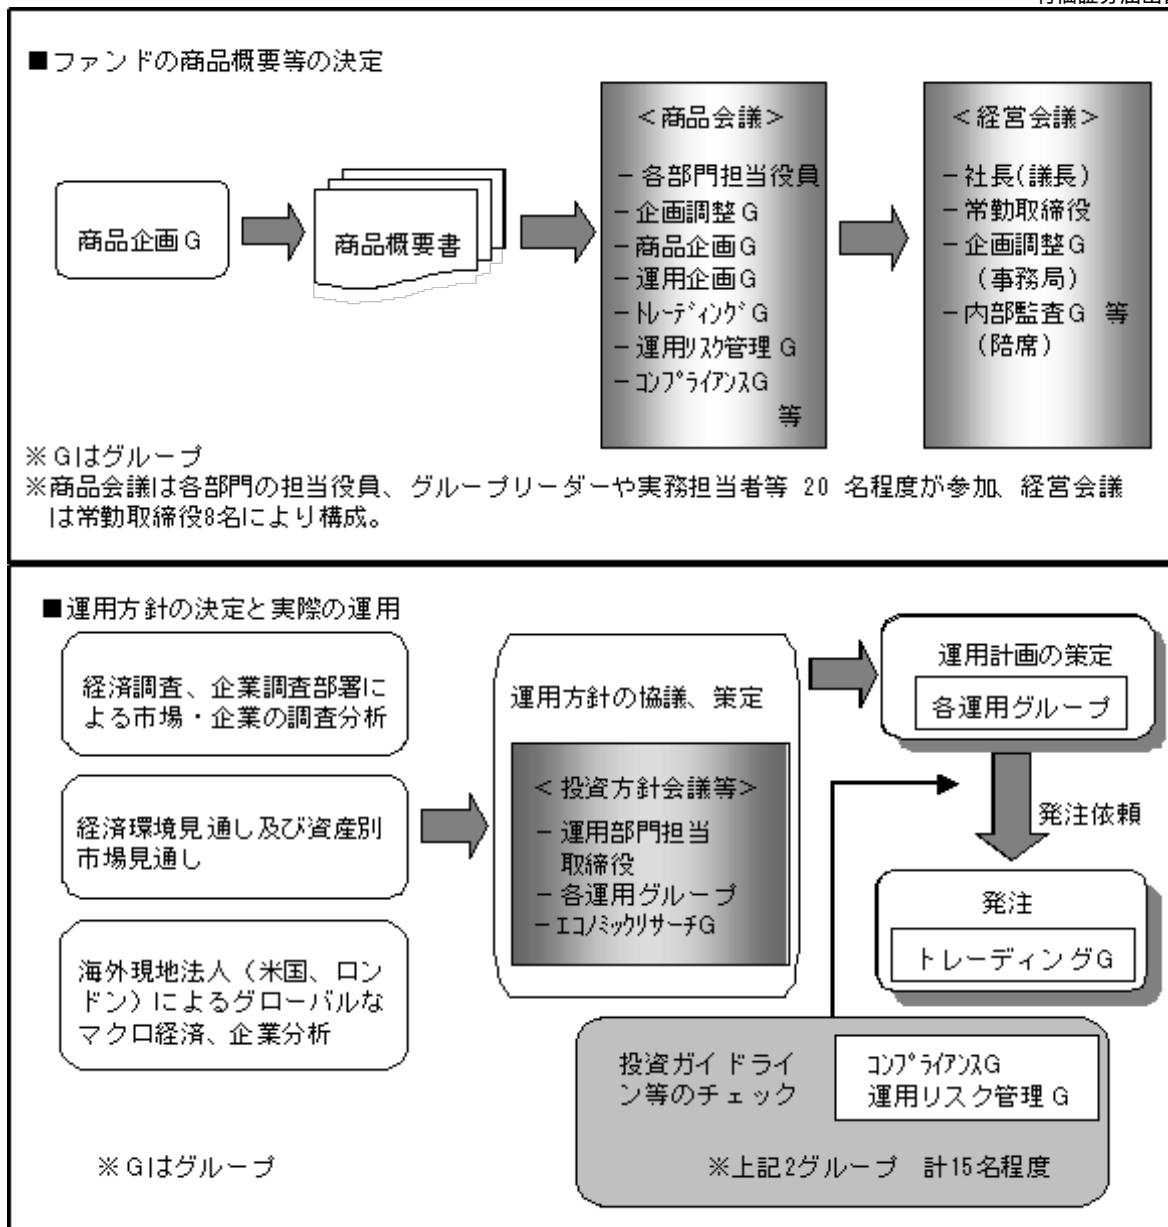 ■ファンドの商品概要等の決定
商品企画G
商品概要書
＜商品会議＞
－各部門担当役員
－企画調整G
－商品企画G
－運用企画G
－ﾄﾚｰﾃﾞｨﾝｸﾞG
－運用ﾘｽｸ管理G
－ｺﾝﾌﾟﾗｲｱﾝｽG
等
＜経営会議＞
－社長(議長)
－常勤取締役
－企画調整G
（事務局）
－内部監査G 等
（陪席）
※Gはグループ
※商品会議は各部門の担当役員、グループリーダーや実務担当者等 20 名程度が参加、経営会議
は常勤取締役8名により構成。
■運用方針の決定と実際の運用
経済調査、企業調査部署に
よる市場・企業の調査分析
経済環境見通し及び資産別
市場見通し
海外現地法人（米国、ロン
ドン）によるグローバルな
マクロ経済、企業分析
運用方針の協議、策定
＜投資方針会議等＞
－運用部門担当
取締役
－各運用グループ
－ｴｺﾉﾐｯｸﾘｻｰﾁG
運用計画の策定
各運用グループ
発注依頼
発注
トレーディングG
投資ガイドライ
ン等のチェック
ｺﾝﾌﾟﾗｲｱﾝｽG
運用リスク管理G
※上記2グループ 計15名程度
※Gはグループ